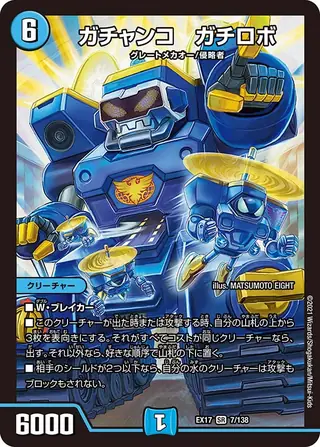 6
ガチャンコ ガチロボ
グレートメカオー/侵略者
illus. MATSUMOTO EIGHT
クリーチャー
■W・ブレイカー
■このクリーチャーが出た時または攻撃する時、自分の山札の上から
3枚を表向きにする。それがすべてコストが同じクリーチャーなら、
出す。それ以外なら、好きな順序で山札の下に置く。
■相手のシールドが2つ以下なら、自分の水のクリーチャーは攻撃も
ブロックもされない。
©2021 Wizards/Shogakukan/Mitsui-Kids
6000
1
EX17 SR 7/138